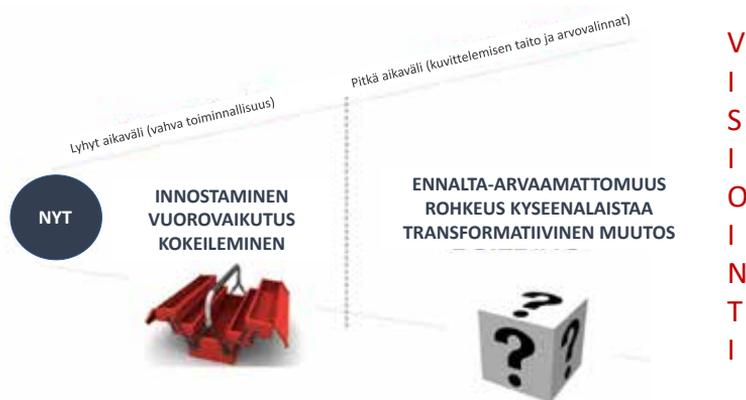 Pitkä aikaväli (kuvittelemisen taito ja arvovalinnat)
Lyhyt aikaväli (vahva toiminnallisuus)
NYT
INNOSTAMINEN
VUOROVAIKUTUS
KOKEILEMINEN
ENNALTA-ARVAAMATTOMUUS
ROHKEUS KYSEENALAISTAA
TRANSFORMATIIVINEN MUUTOS
? ? ?
V
I
S
I
O
I
N
T
I